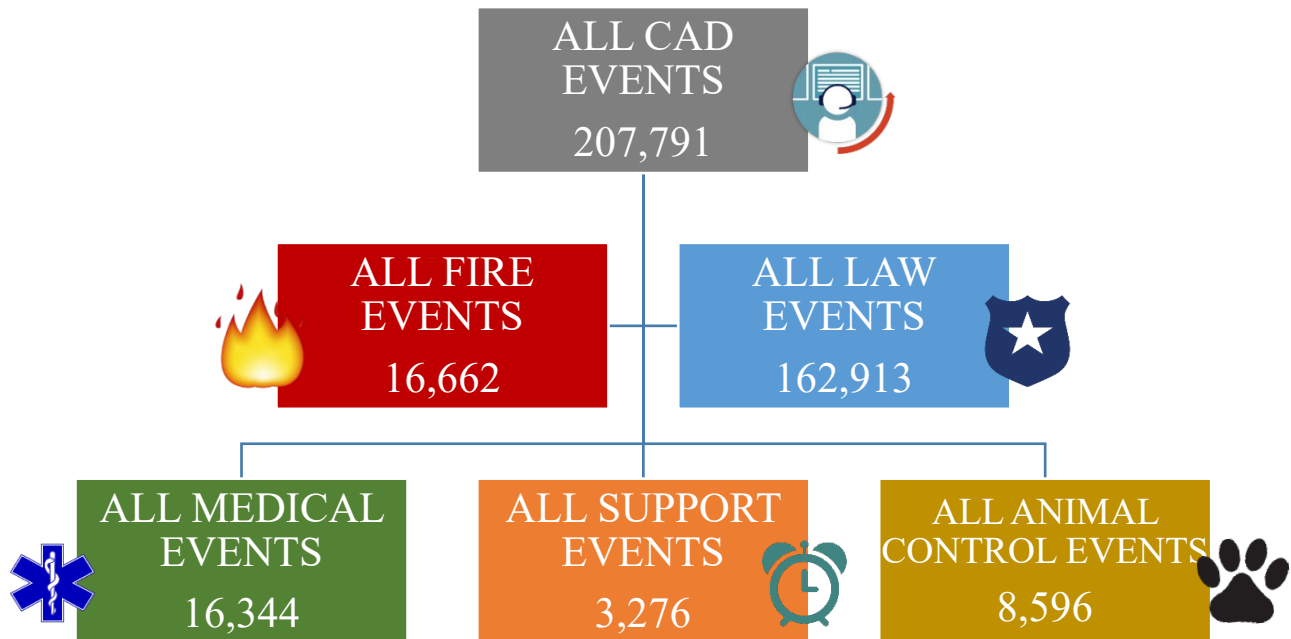 ALL CAD
EVENTS
207,791
ALL FIRE
EVENTS
16,662
ALL LAW
EVENTS
162,913
ALL MEDICAL
EVENTS
16,344
ALL SUPPORT
EVENTS
3,276
ALL ANIMAL
CONTROL EVENTS
8,596